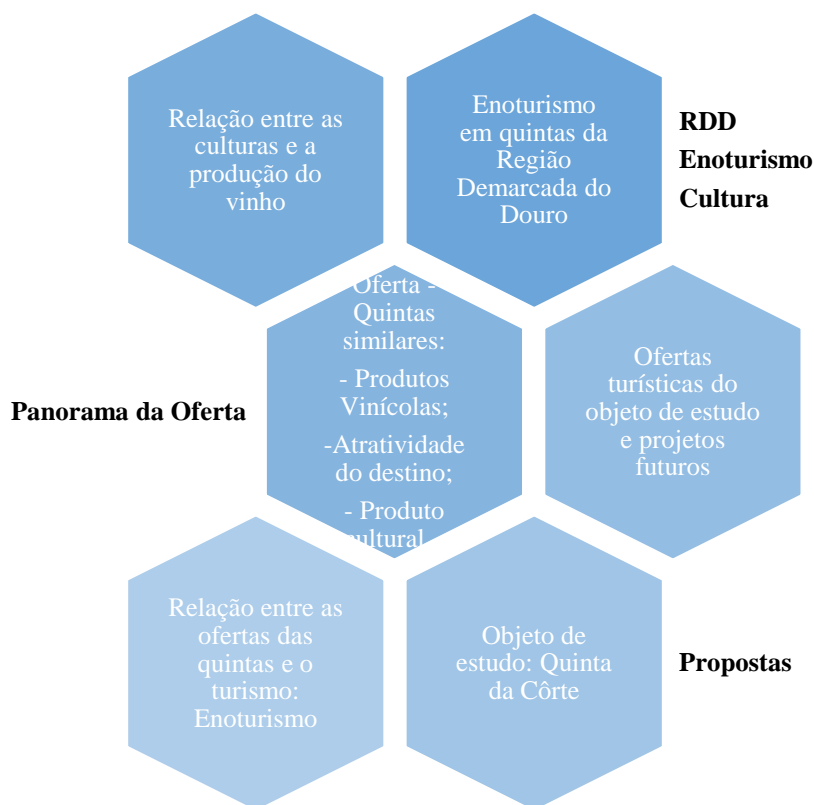 Relação entre as
culturas e a
produção do
vinho
Enoturismo
em quintas da
Região
Demarcada do
Douro
RDD
Enoturismo
Cultura
Panorama da Oferta
Oferta -
Quintas
similares:
- Produtos
Vinícolas;
-Atratividade
do destino;
- Produto
cultural
Ofertas
turísticas do
objeto de estudo
e projetos
futuros
Relação entre as
ofertas das
quintas e o
turismo:
Enoturismo
Objeto de
estudo: Quinta
da Côrte
Propostas